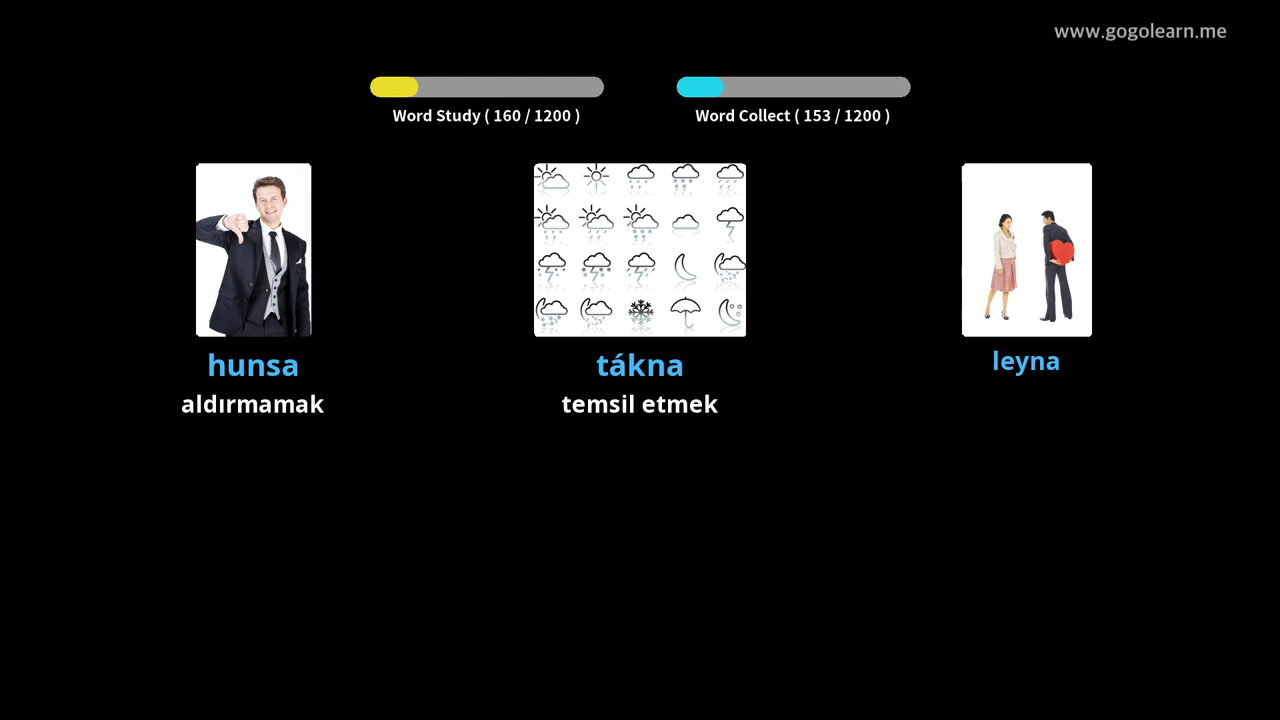 www.gogolearn.me
Word Study ( 160 / 1200 )
Word Collect ( 153 / 1200 )
hunsa
tákna
leyna
aldırmamak
temsil etmek